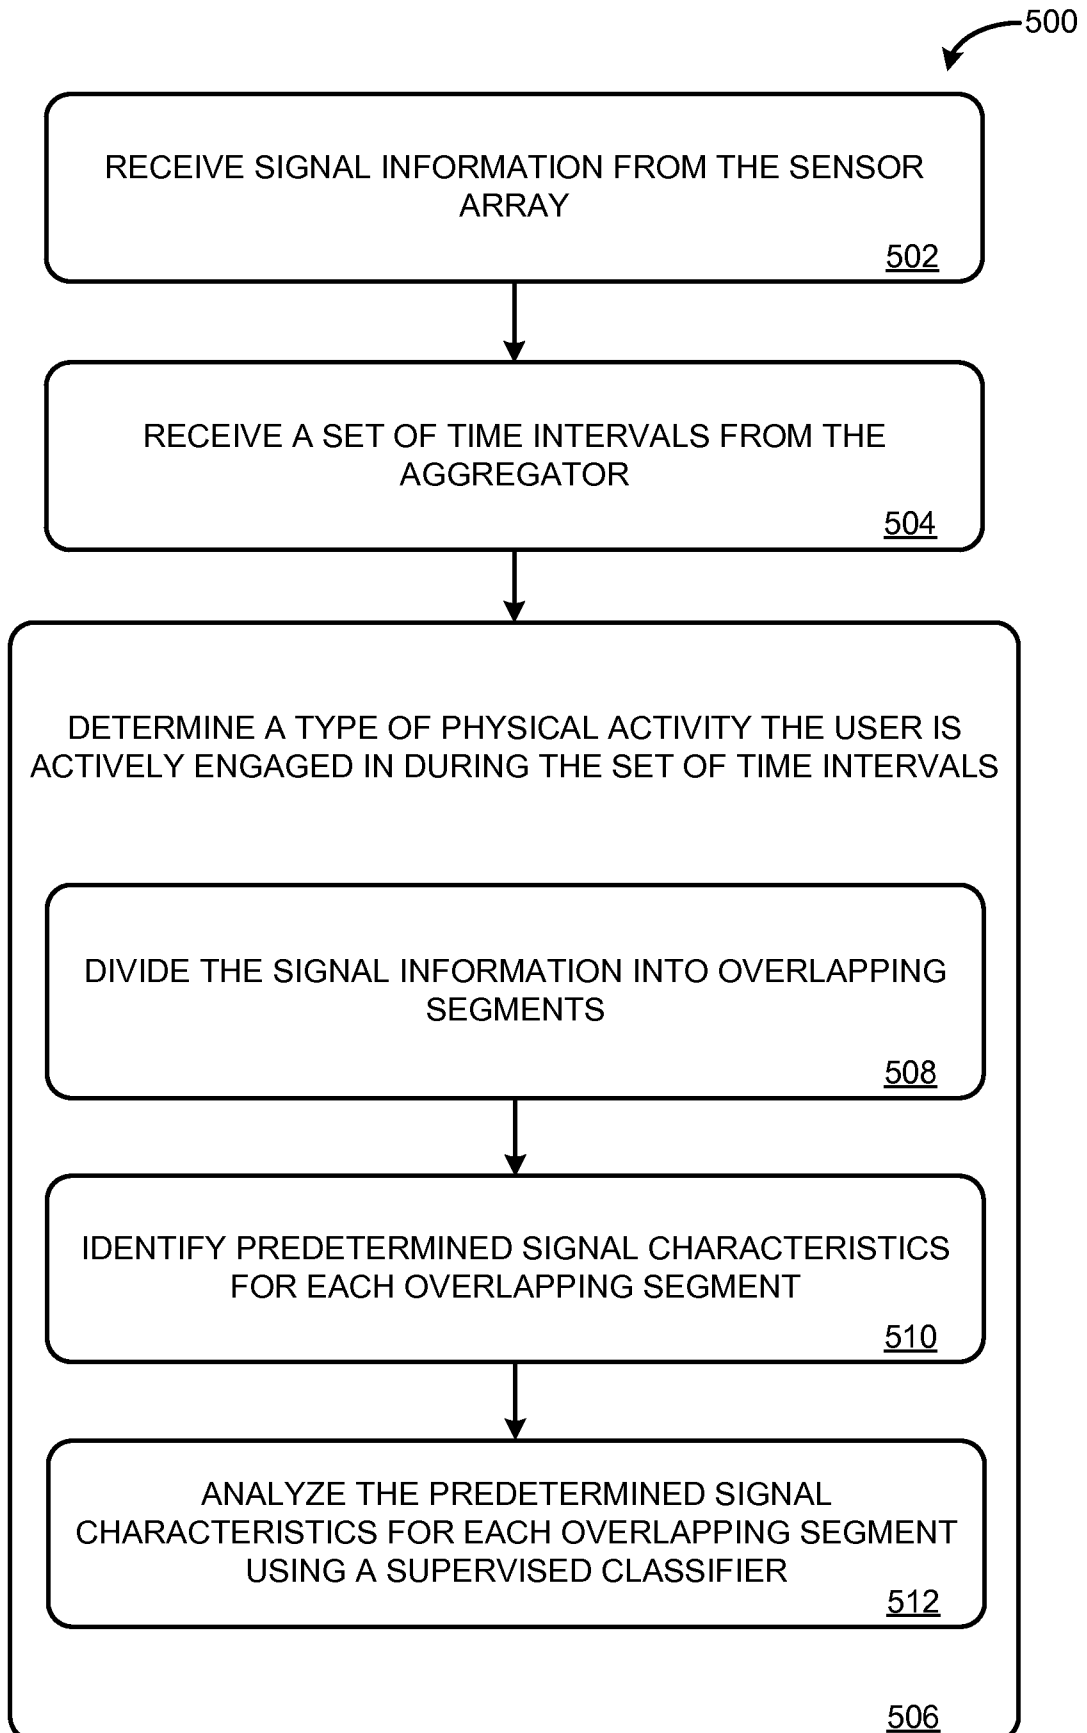 500
RECEIVE SIGNAL INFORMATION FROM THE SENSOR
ARRAY
502
RECEIVE A SET OF TIME INTERVALS FROM THE
AGGREGATOR
504
DETERMINE A TYPE OF PHYSICAL ACTIVITY THE USER IS
ACTIVELY ENGAGED IN DURING THE SET OF TIME INTERVALS
DIVIDE THE SIGNAL INFORMATION INTO OVERLAPPING
SEGMENTS
508
IDENTIFY PREDETERMINED SIGNAL CHARACTERISTICS
FOR EACH OVERLAPPING SEGMENT
510
ANALYZE THE PREDETERMINED SIGNAL
CHARACTERISTICS FOR EACH OVERLAPPING SEGMENT
USING A SUPERVISED CLASSIFIER
512
506